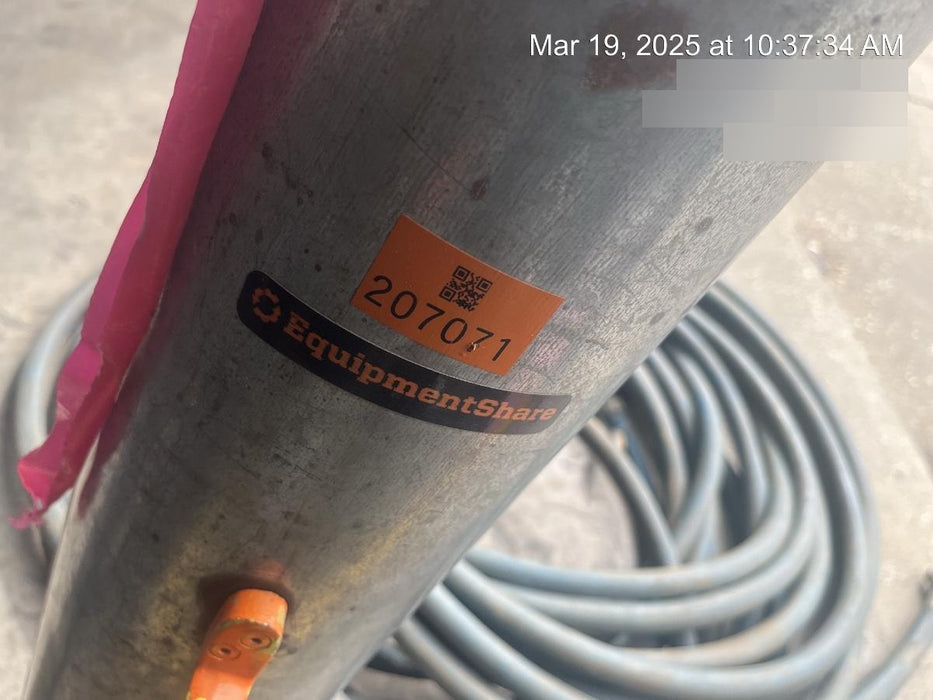 Mar 19, 2025 at 10:37:34 AM
207071
EquipmentShare